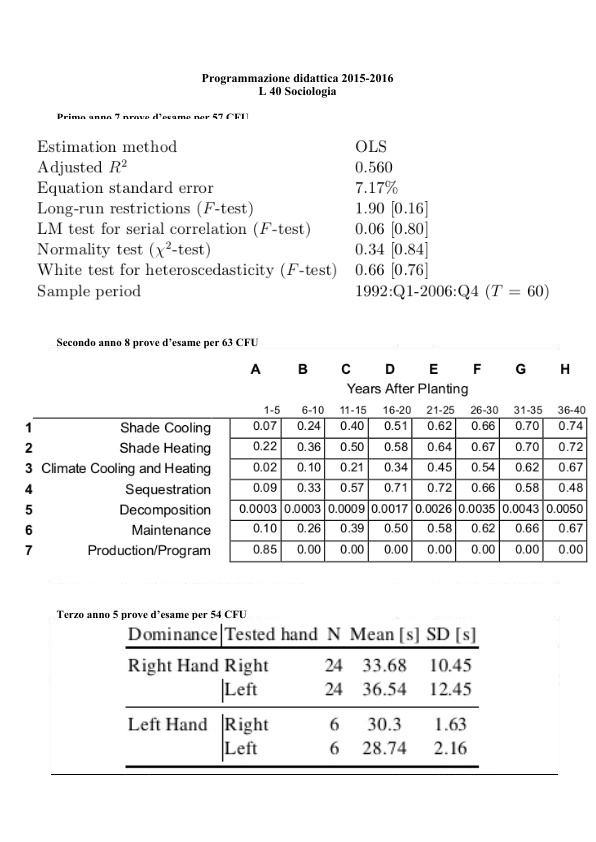 Programmazione didattica 2015-2016
L 40 Sociologia
Primo anno 7 prove d'esame per 57 CFU
Estimation method OLS
Adjusted R² 0.560
Equation standard error 7.17%
Long-run restrictions (F-test) 1.90 [0.16]
LM test for serial correlation (F-test) 0.06 [0.80]
Normality test (χ²-test) 0.34 [0.84]
White test for heteroscedasticity (F-test) 0.66 [0.76]
Sample period 1992:Q1-2006:Q4 (T = 60)
Secondo anno 8 prove d'esame per 63 CFU
A B C D E F G H
Years After Planting
1-5 6-10 11-15 16-20 21-25 26-30 31-35 36-40
1 Shade Cooling 0.07 0.24 0.40 0.51 0.62 0.66 0.70 0.74
2 Shade Heating 0.22 0.36 0.50 0.58 0.64 0.67 0.70 0.72
3 Climate Cooling and Heating 0.02 0.10 0.21 0.34 0.45 0.54 0.62 0.67
4 Sequestration 0.09 0.33 0.57 0.71 0.72 0.66 0.58 0.48
5 Decomposition 0.0003 0.0003 0.0009 0.0017 0.0026 0.0035 0.0043 0.0050
6 Maintenance 0.10 0.26 0.39 0.50 0.58 0.62 0.66 0.67
7 Production/Program 0.85 0.00 0.00 0.00 0.00 0.00 0.00 0.00
Terzo anno 5 prove d'esame per 54 CFU
Dominance Tested hand N Mean [s] SD [s]
Right Hand Right 24 33.68 10.45
Left 24 36.54 12.45
Left Hand Right 6 30.3 1.63
Left 6 28.74 2.16